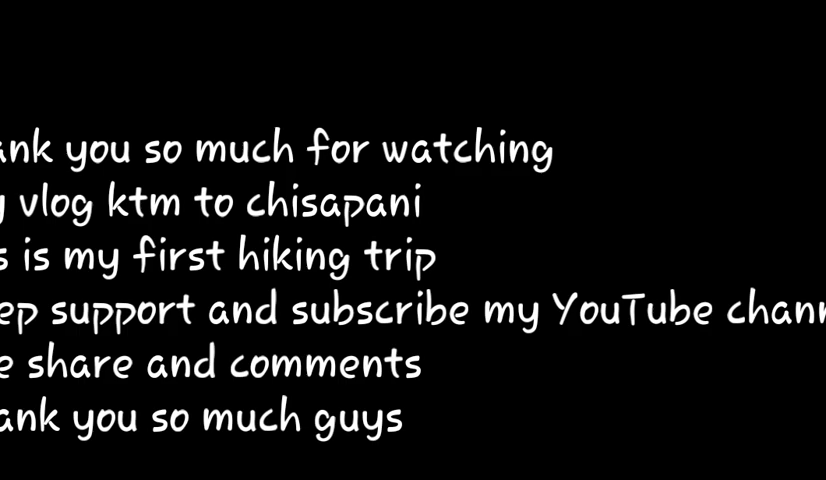 ank you so much for watching
y vlog ktm to chisapani
s is my first hiking trip
ep support and subscribe my YouTube chann
e share and comments
ank you so much guys